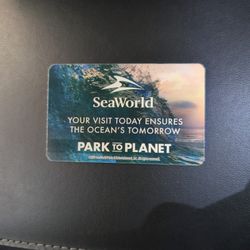 SeaWorld
YOUR VISIT TODAY ENSURES
THE OCEAN'S TOMORROW
PARK TO PLANET